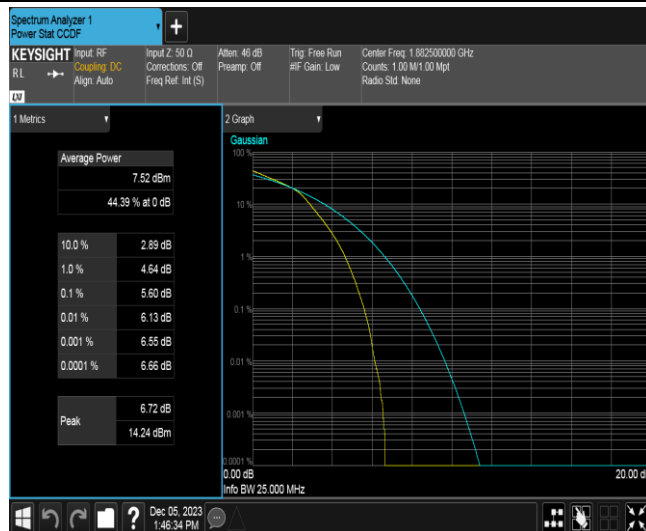 Spectrum Analyzer 1
Power Stat CCDF
+
KEYSIGHT
RL
Input: RF
Coupling: DC
Align: Auto
Input Z: 50 Ω
Corrections: Off
Freq Ref: Int (S)
Atten: 46 dB
Preamp: Off
Trig: Free Run
#IF Gain: Low
Center Freq: 1.882500000 GHz
Counts: 1.00 M/1.00 Mpt
Radio Std: None
1 Metrics
Average Power
7.52 dBm
44.39 % at 0 dB
10.0 % 2.89 dB
1.0 % 4.64 dB
0.1 % 5.60 dB
0.01 % 6.13 dB
0.001 % 6.55 dB
0.0001 % 6.66 dB
Peak
6.72 dB
14.24 dBm
2 Graph
Gaussian
100 %
10 %
1 %
0.1 %
0.01 %
0.001 %
0.0001 %
0.00 dB
20.00 d
Info BW 25.000 MHz
?
Dec 05, 2023
1:46:34 PM